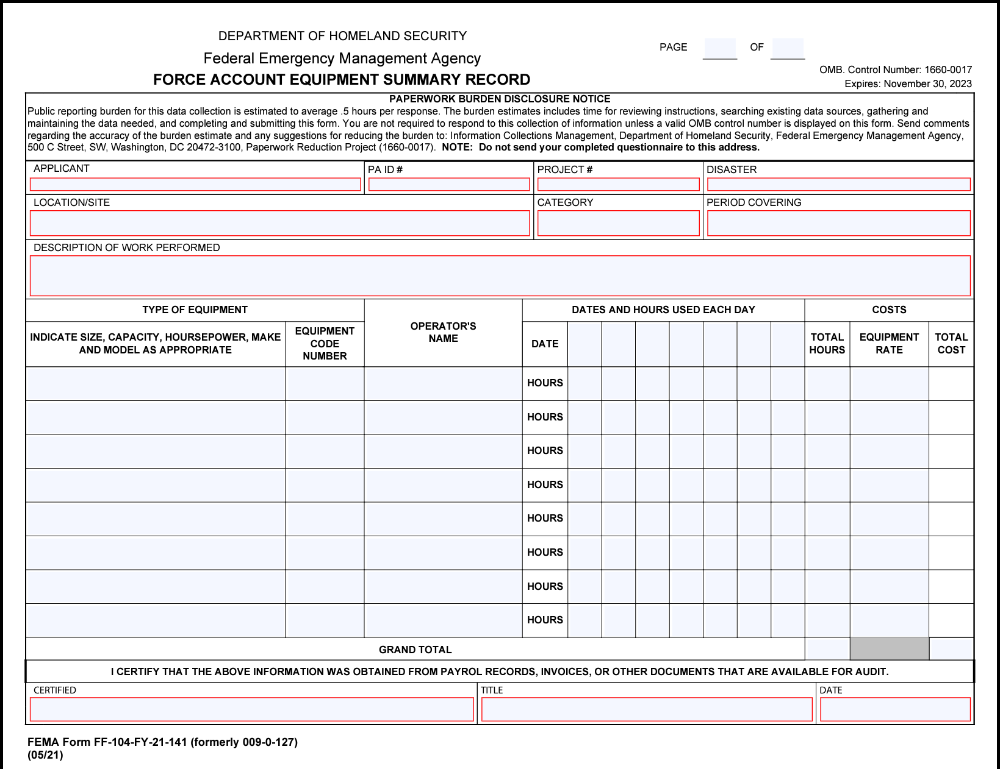 DEPARTMENT OF HOMELAND SECURITY
Federal Emergency Management Agency
FORCE ACCOUNT EQUIPMENT SUMMARY RECORD
PAGE OF
OMB. Control Number: 1660-0017
Expires: November 30, 2023
PAPERWORK BURDEN DISCLOSURE NOTICE
Public reporting burden for this data collection is estimated to average .5 hours per response. The burden estimates includes time for reviewing instructions, searching existing data sources, gathering and
maintaining the data needed, and completing and submitting this form. You are not required to respond to this collection of information unless a valid OMB control number is displayed on this form. Send comments
regarding the accuracy of the burden estimate and any suggestions for reducing the burden to: Information Collections Management, Department of Homeland Security, Federal Emergency Management Agency,
500 C Street, SW, Washington, DC 20472-3100, Paperwork Reduction Project (1660-0017). NOTE: Do not send your completed questionnaire to this address.
APPLICANT
PA ID #
PROJECT #
DISASTER
LOCATION/SITE
CATEGORY
PERIOD COVERING
DESCRIPTION OF WORK PERFORMED
TYPE OF EQUIPMENT
INDICATE SIZE, CAPACITY, HOURSEPOWER, MAKE
AND MODEL AS APPROPRIATE
EQUIPMENT
CODE
NUMBER
OPERATOR'S
NAME
DATES AND HOURS USED EACH DAY
DATE
COSTS
TOTAL
HOURS
EQUIPMENT
RATE
TOTAL
COST
HOURS
HOURS
HOURS
HOURS
HOURS
HOURS
HOURS
HOURS
GRAND TOTAL
I CERTIFY THAT THE ABOVE INFORMATION WAS OBTAINED FROM PAYROL RECORDS, INVOICES, OR OTHER DOCUMENTS THAT ARE AVAILABLE FOR AUDIT.
CERTIFIED
TITLE
DATE
FEMA Form FF-104-FY-21-141 (formerly 009-0-127)
(05/21)